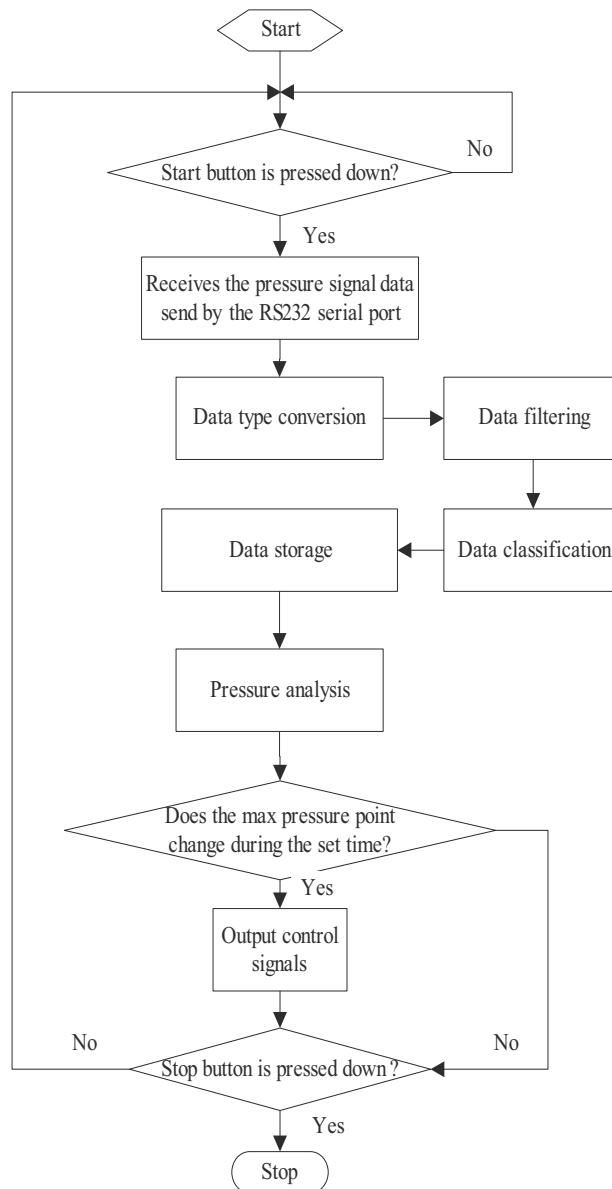 Start
Start button is pressed down?
No
Yes
Receives the pressure signal data
send by the RS232 serial port
Data type conversion
Data filtering
Data classification
Data storage
Pressure analysis
Does the max pressure point
change during the set time?
Yes
Output control
signals
No
No
Stop button is pressed down ?
Yes
Stop